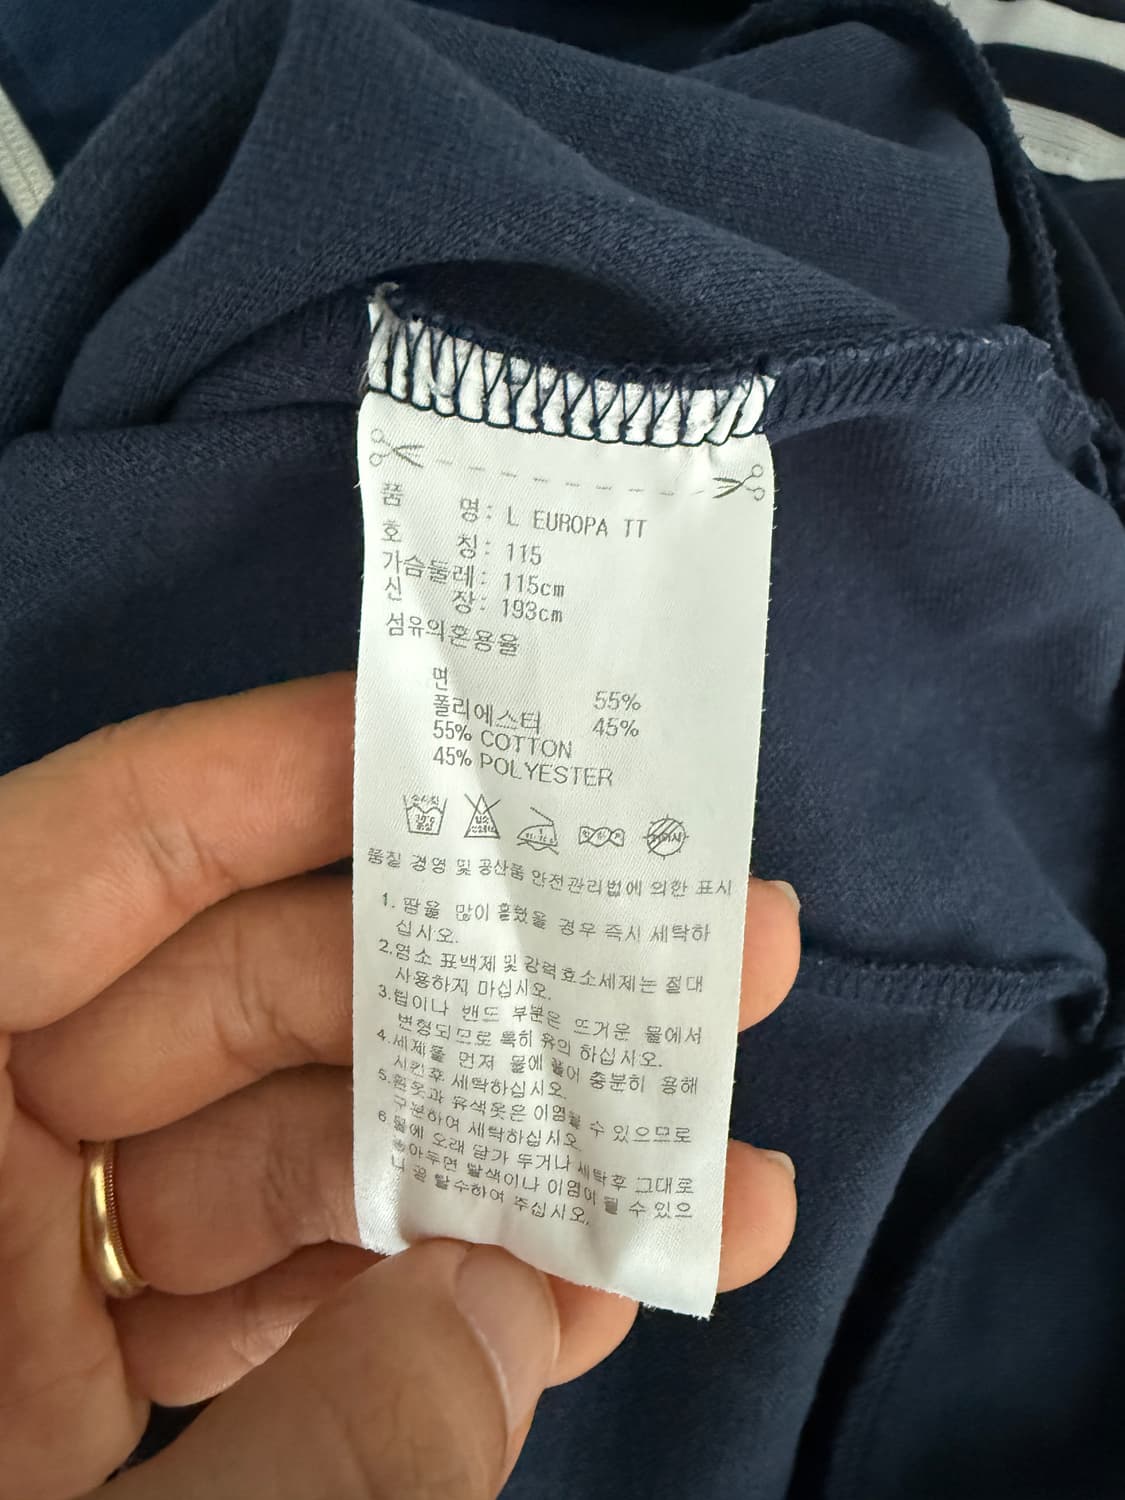 품 명: L EUROPA TT
호 칭: 115
가슴둘레: 115cm
신 장: 193cm
섬유의혼용율
면 55%
폴리에스터 45%
55% COTTON
45% POLYESTER
품질 경영 및 공산품 안전관리법에 의한 표시
1. 땀을 많이 흘렸을 경우 즉시 세탁하
십시오.
2.염소 표백제 및 강력효소세제는 절대
사용하지 마십시오.
3.립이나 밴드 부분은 뜨거운 물에서
변형되므로 특히 유의 하십시오.
4.세제를 먼저 물에 풀어 충분히 용해
시킨후 세탁하십시오.
5.흰옷과 유색옷은 이염될 수 있으므로
구분하여 세탁하십시오.
6.물에 오래 담가 두거나 세탁후 그대로
놓아두면 탈색이나 이염이 될 수 있으
니 꼭 탈수하여 주십시오.